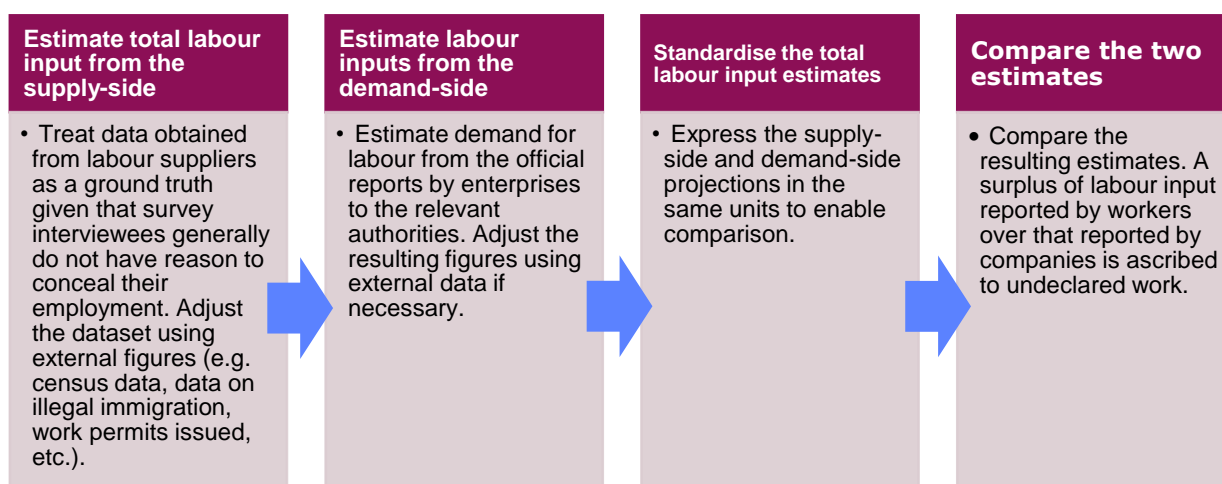 Estimate total labour
input from the
supply-side
• Treat data obtained
from labour suppliers
as a ground truth
given that survey
interviewees generally
do not have reason to
conceal their
employment. Adjust
the dataset using
external figures (e.g.
census data, data on
illegal immigration,
work permits issued,
etc.).
Estimate labour
inputs from the
demand-side
• Estimate demand for
labour from the official
reports by enterprises
to the relevant
authorities. Adjust the
resulting figures using
external data if
necessary.
Standardise the total
labour input estimates
• Express the supply-
side and demand-side
projections in the
same units to enable
comparison.
Compare the two
estimates
• Compare the
resulting estimates. A
surplus of labour input
reported by workers
over that reported by
companies is ascribed
to undeclared work.